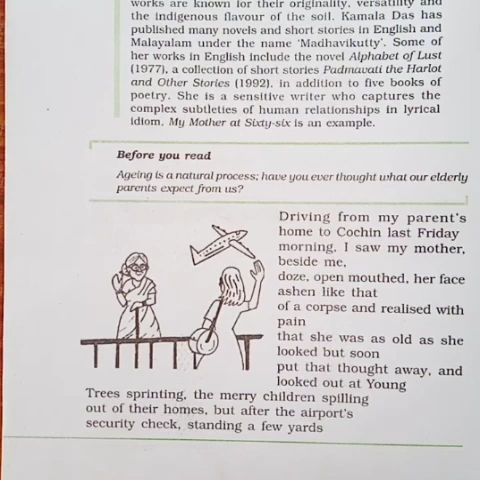 works are known for their originality, versatility and
the indigenous flavour of the soil. Kamala Das has
published many novels and short stories in English and
Malayalam under the name 'Madhavikutty'. Some of
her works in English include the novel Alphabet of Lust
(1977), a collection of short stories Padmavati the Harlot
and Other Stories (1992), in addition to five books of
poetry. She is a sensitive writer who captures the
complex subtleties of human relationships in lyrical
idiom. My Mother at Sixty-six is an example.
Before you read
Ageing is a natural process; have you ever thought what our elderly
parents expect from us?
Driving from my parent's
home to Cochin last Friday
morning, I saw my mother,
beside me,
doze, open mouthed, her face
ashen like that
of a corpse and realised with
pain
that she was as old as she
looked but soon
put that thought away, and
looked out at Young
Trees sprinting, the merry children spilling
out of their homes, but after the airport's
security check, standing a few yards